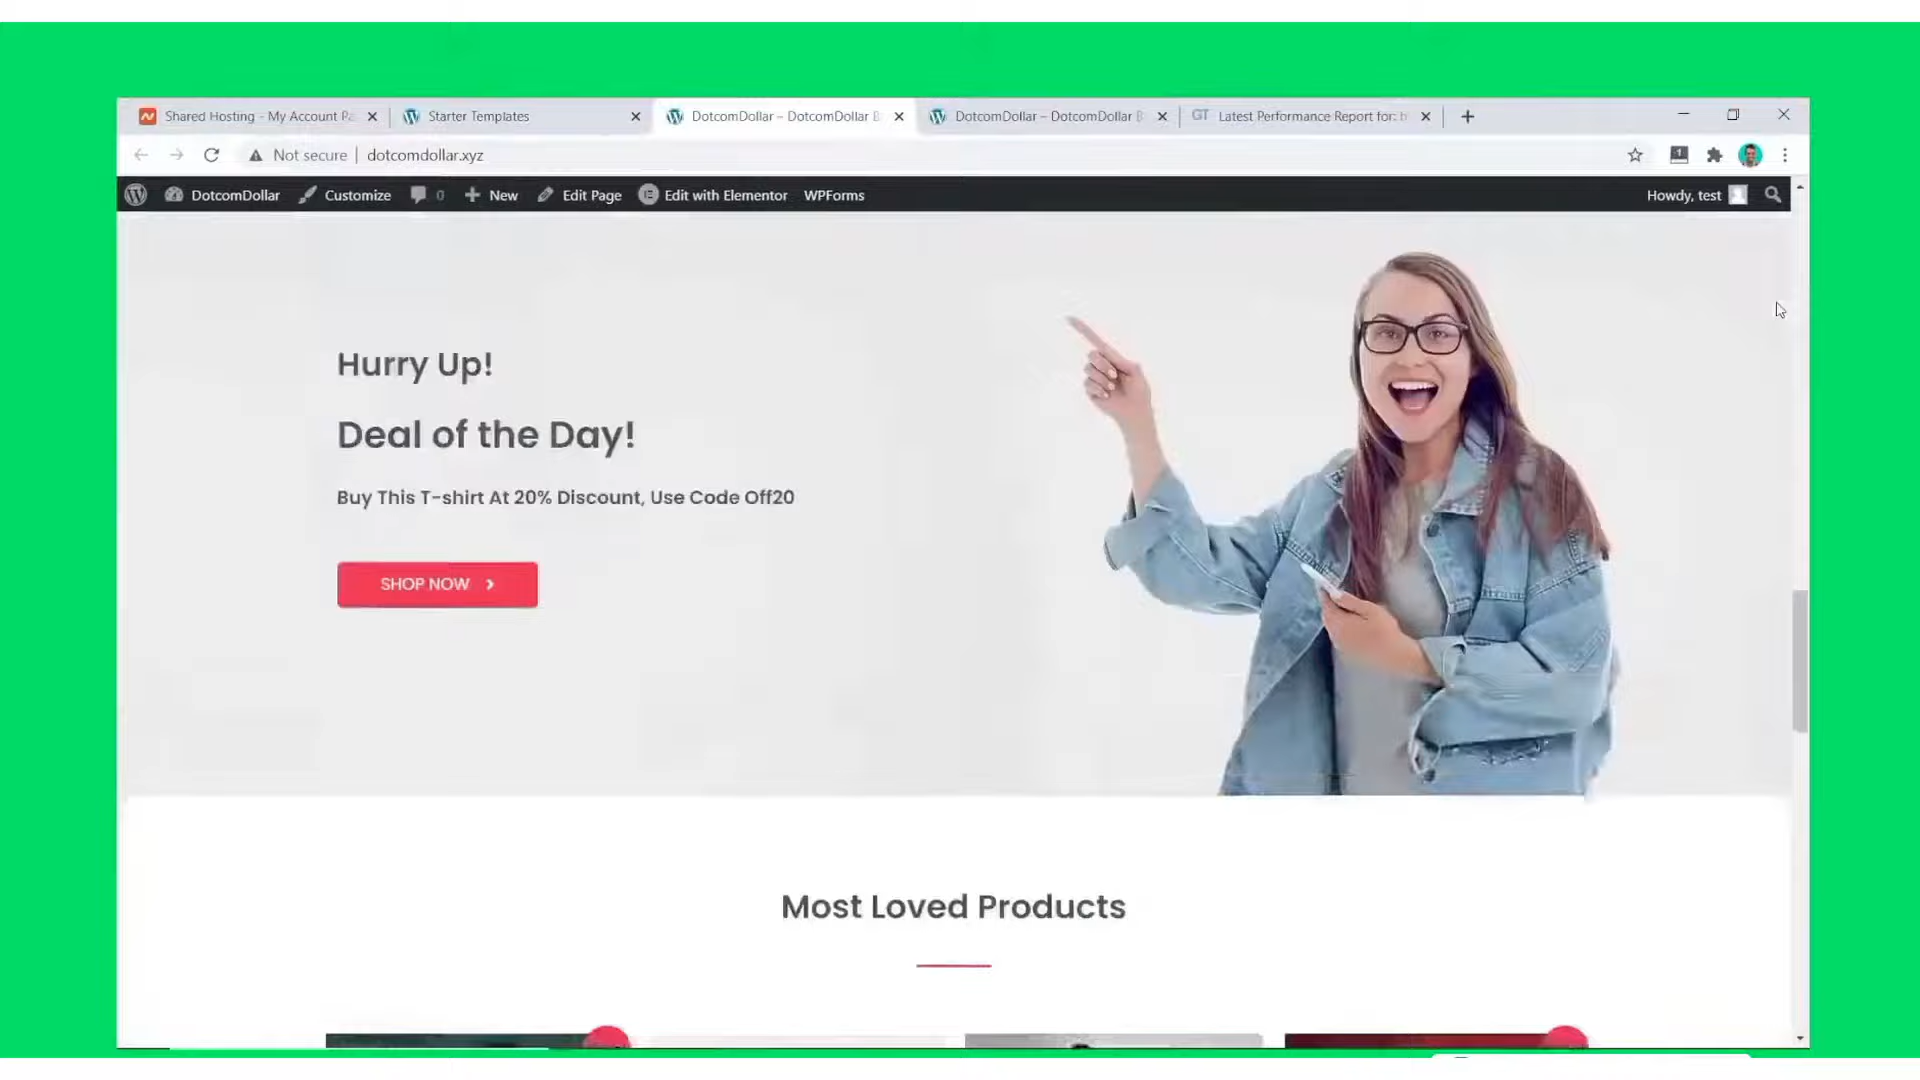 Shared Hosting - My Account Pa
Starter Templates
DotcomDollar – DotcomDollar B
DotcomDollar – DotcomDollar B
GT Latest Performance Report for: b
Not secure | dotcomdollar.xyz
DotcomDollar
Customize
0
New
Edit Page
Edit with Elementor
WPForms
Howdy, test
Hurry Up!
Deal of the Day!
Buy This T-shirt At 20% Discount, Use Code Off20
SHOP NOW
Most Loved Products